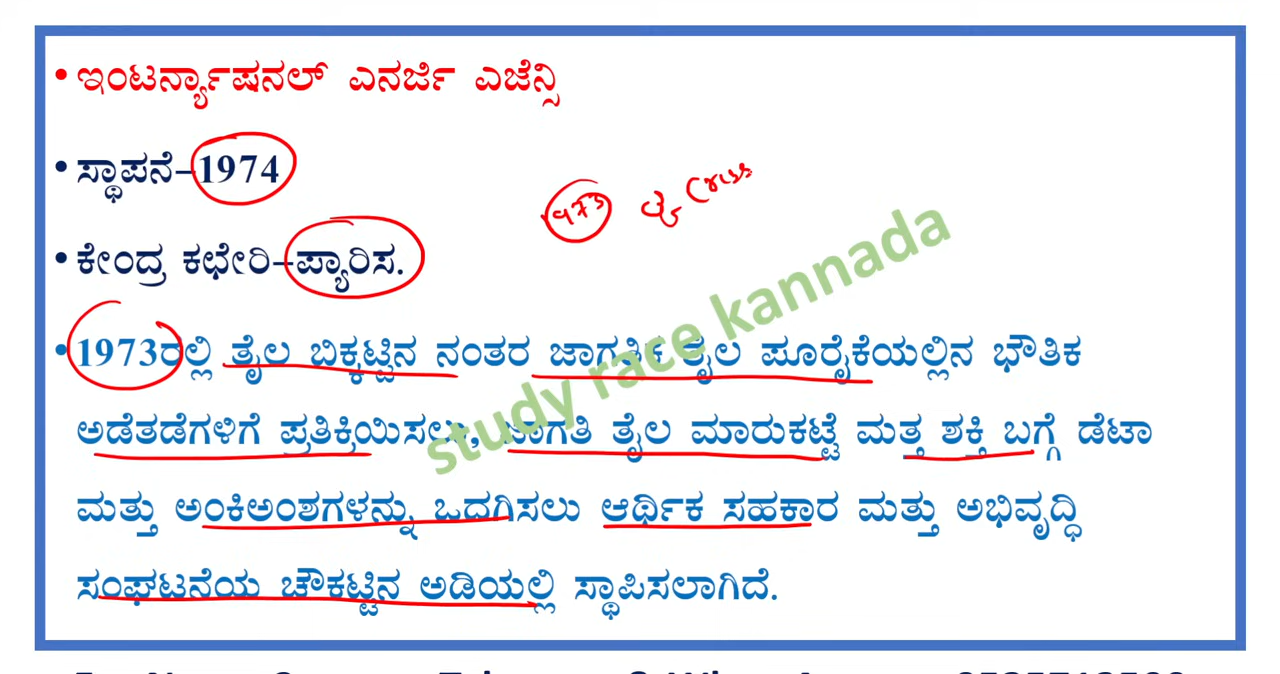 • ಇಂಟರ್ನ್ಯಾಷನಲ್ ಎನರ್ಜಿ ಎಜೆನ್ಸಿ
• ಸ್ಥಾಪನೆ-1974
1973
Crisis
• ಕೇಂದ್ರ ಕಛೇರಿ-ಪ್ಯಾರಿಸ.
• 1973ರಲ್ಲಿ ತೈಲ ಬಿಕ್ಕಟ್ಟಿನ ನಂತರ ಜಾಗತಿಕ ತೈಲ ಪೂರೈಕೆಯಲ್ಲಿನ ಭೌತಿಕ
ಅಡೆತಡೆಗಳಿಗೆ ಪ್ರತಿಕ್ರಿಯಿಸಲು, ಜಾಗತಿ ತೈಲ ಮಾರುಕಟ್ಟೆ ಮತ್ತ ಶಕ್ತಿ ಬಗ್ಗೆ ಡೆಟಾ
ಮತ್ತು ಅಂಕಿಅಂಶಗಳನ್ನು ಒದಗಿಸಲು ಆರ್ಥಿಕ ಸಹಕಾರ ಮತ್ತು ಅಭಿವೃದ್ಧಿ
ಸಂಘಟನೆಯ ಚೌಕಟ್ಟಿನ ಅಡಿಯಲ್ಲಿ ಸ್ಥಾಪಿಸಲಾಗಿದೆ.
study race kannada